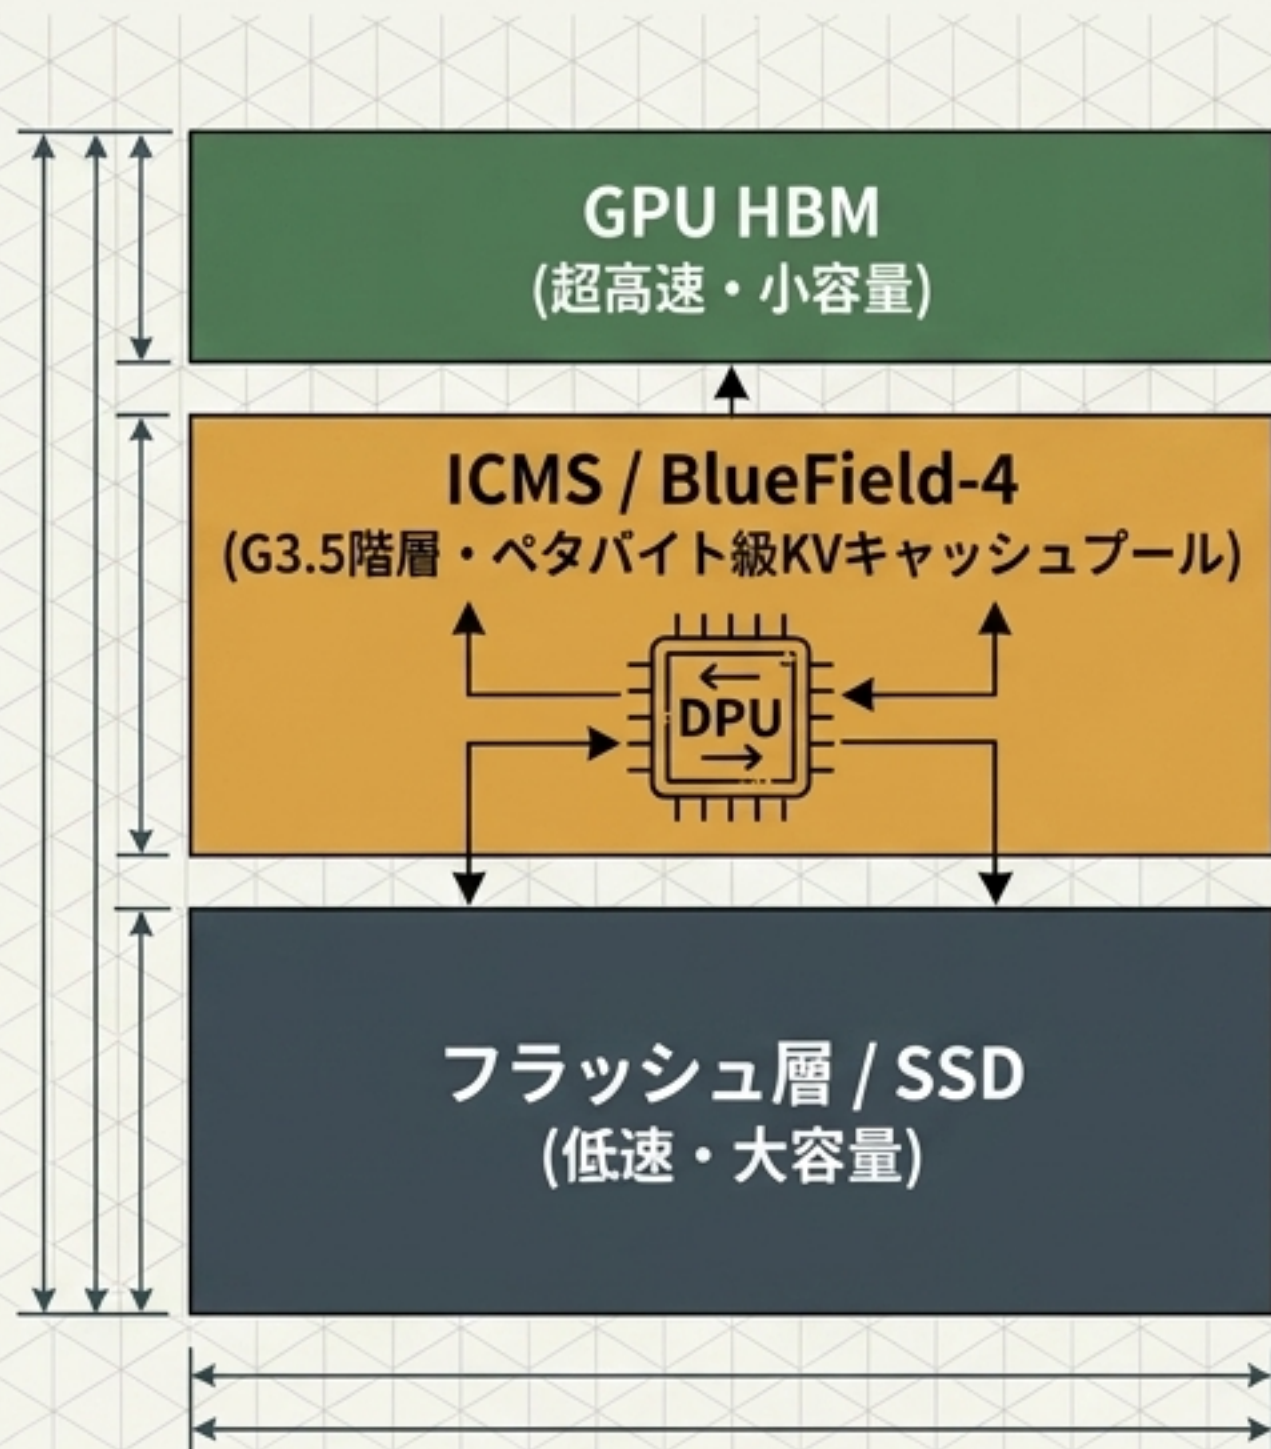 GPU HBM
(超高速・小容量)
ICMS / BlueField-4
(G3.5階層・ペタバイト級KVキャッシュプール)
DPU
フラッシュ層 / SSD
(低速・大容量)